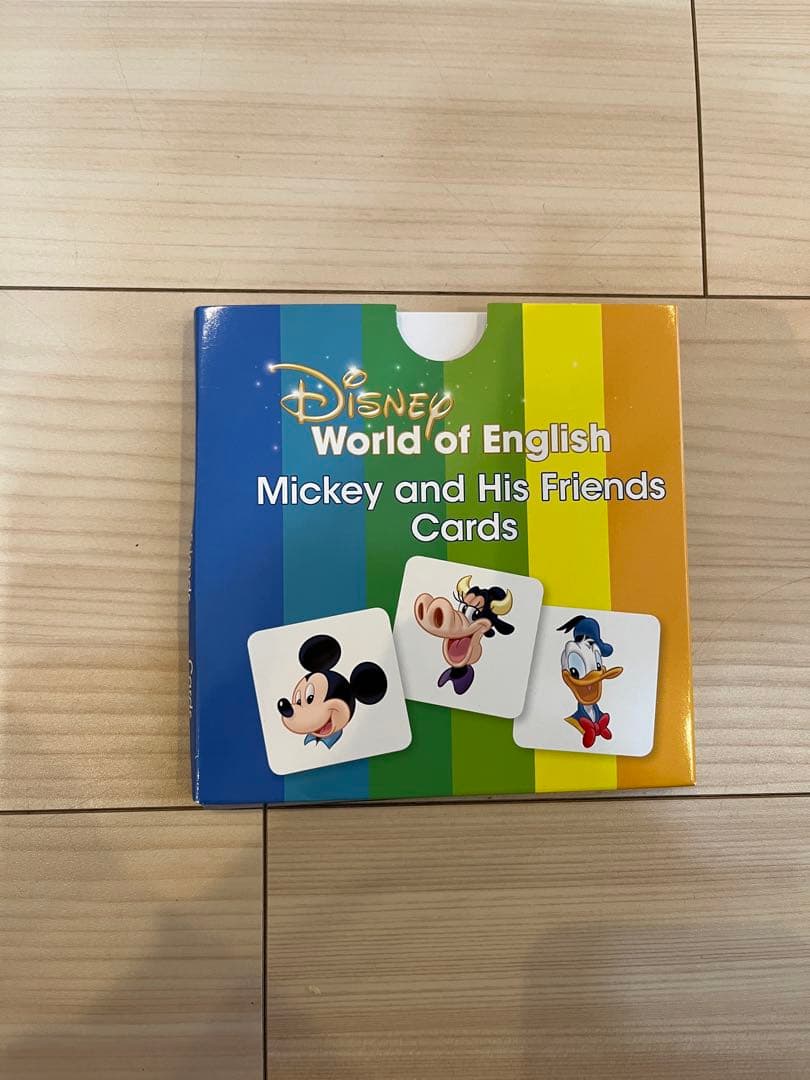 Disney
World of English
Mickey and His Friends
Cards